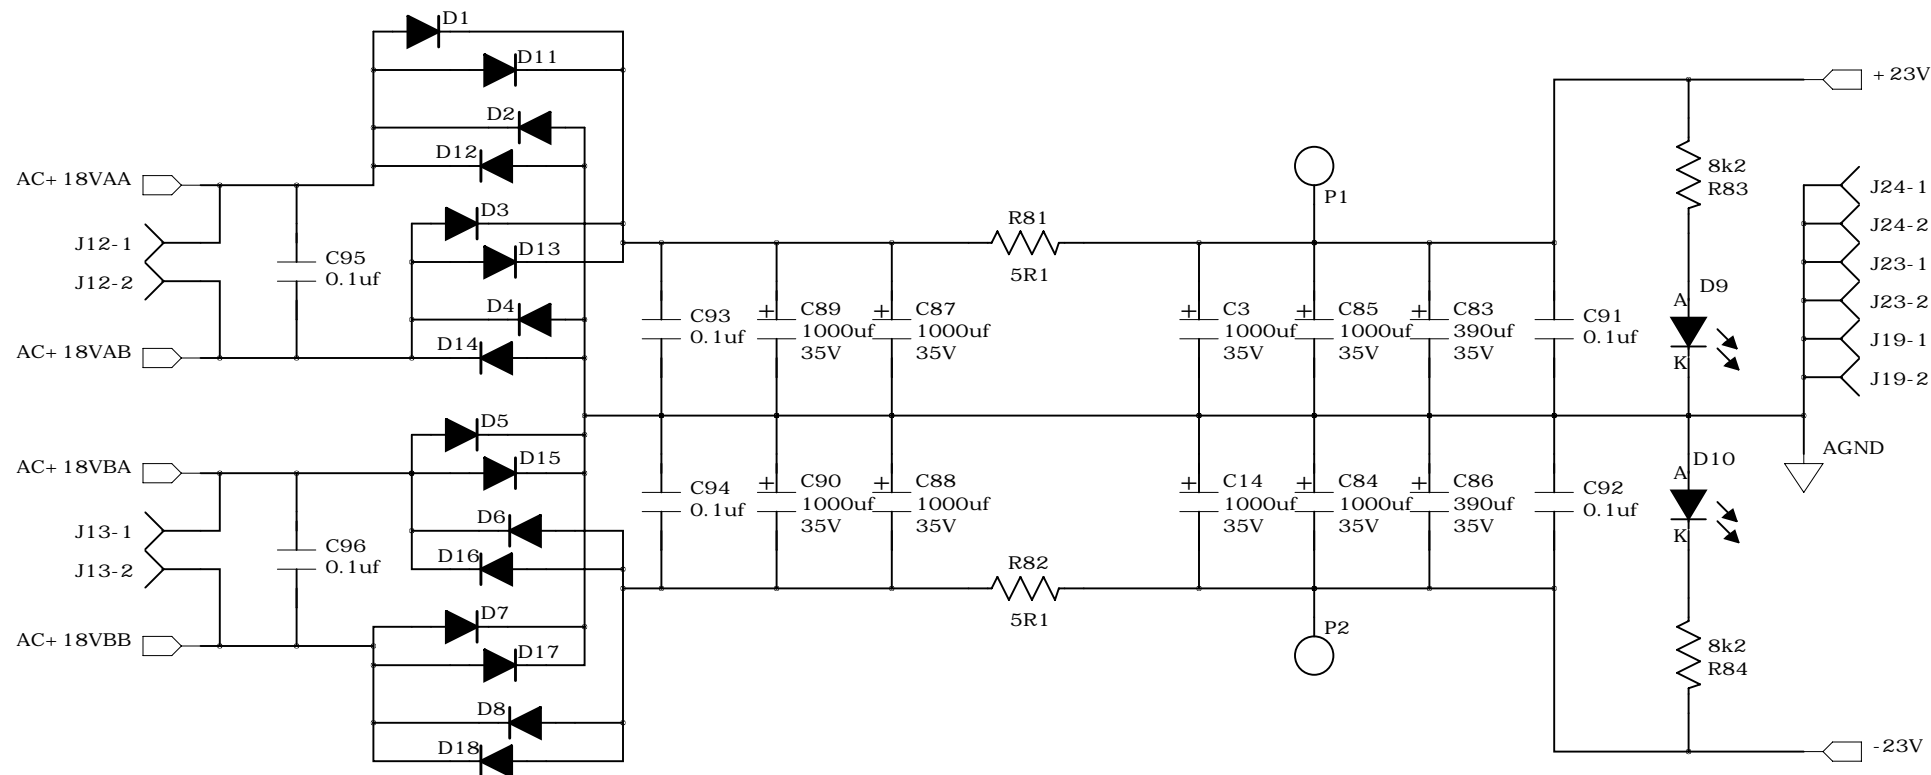 D1
D11
D2
D12
AC+18VAA
J12-1
J12-2
AC+18VAB
C95
0.1uf
D3
D13
D4
D14
AC+18VBA
J13-1
J13-2
AC+18VBB
C96
0.1uf
D5
D15
D6
D16
D7
D17
D8
D18
C93
0.1uf
C89
1000uf
35V
C87
1000uf
35V
R81
5R1
C3
1000uf
35V
P1
C85
1000uf
35V
C83
390uf
35V
C91
0.1uf
C94
0.1uf
C90
1000uf
35V
C88
1000uf
35V
R82
5R1
C14
1000uf
35V
C84
1000uf
35V
P2
C86
390uf
35V
C92
0.1uf
+23V
8k2
R83
D9
A
K
J24-1
J24-2
J23-1
J23-2
J19-1
J19-2
AGND
D10
A
K
8k2
R84
-23V